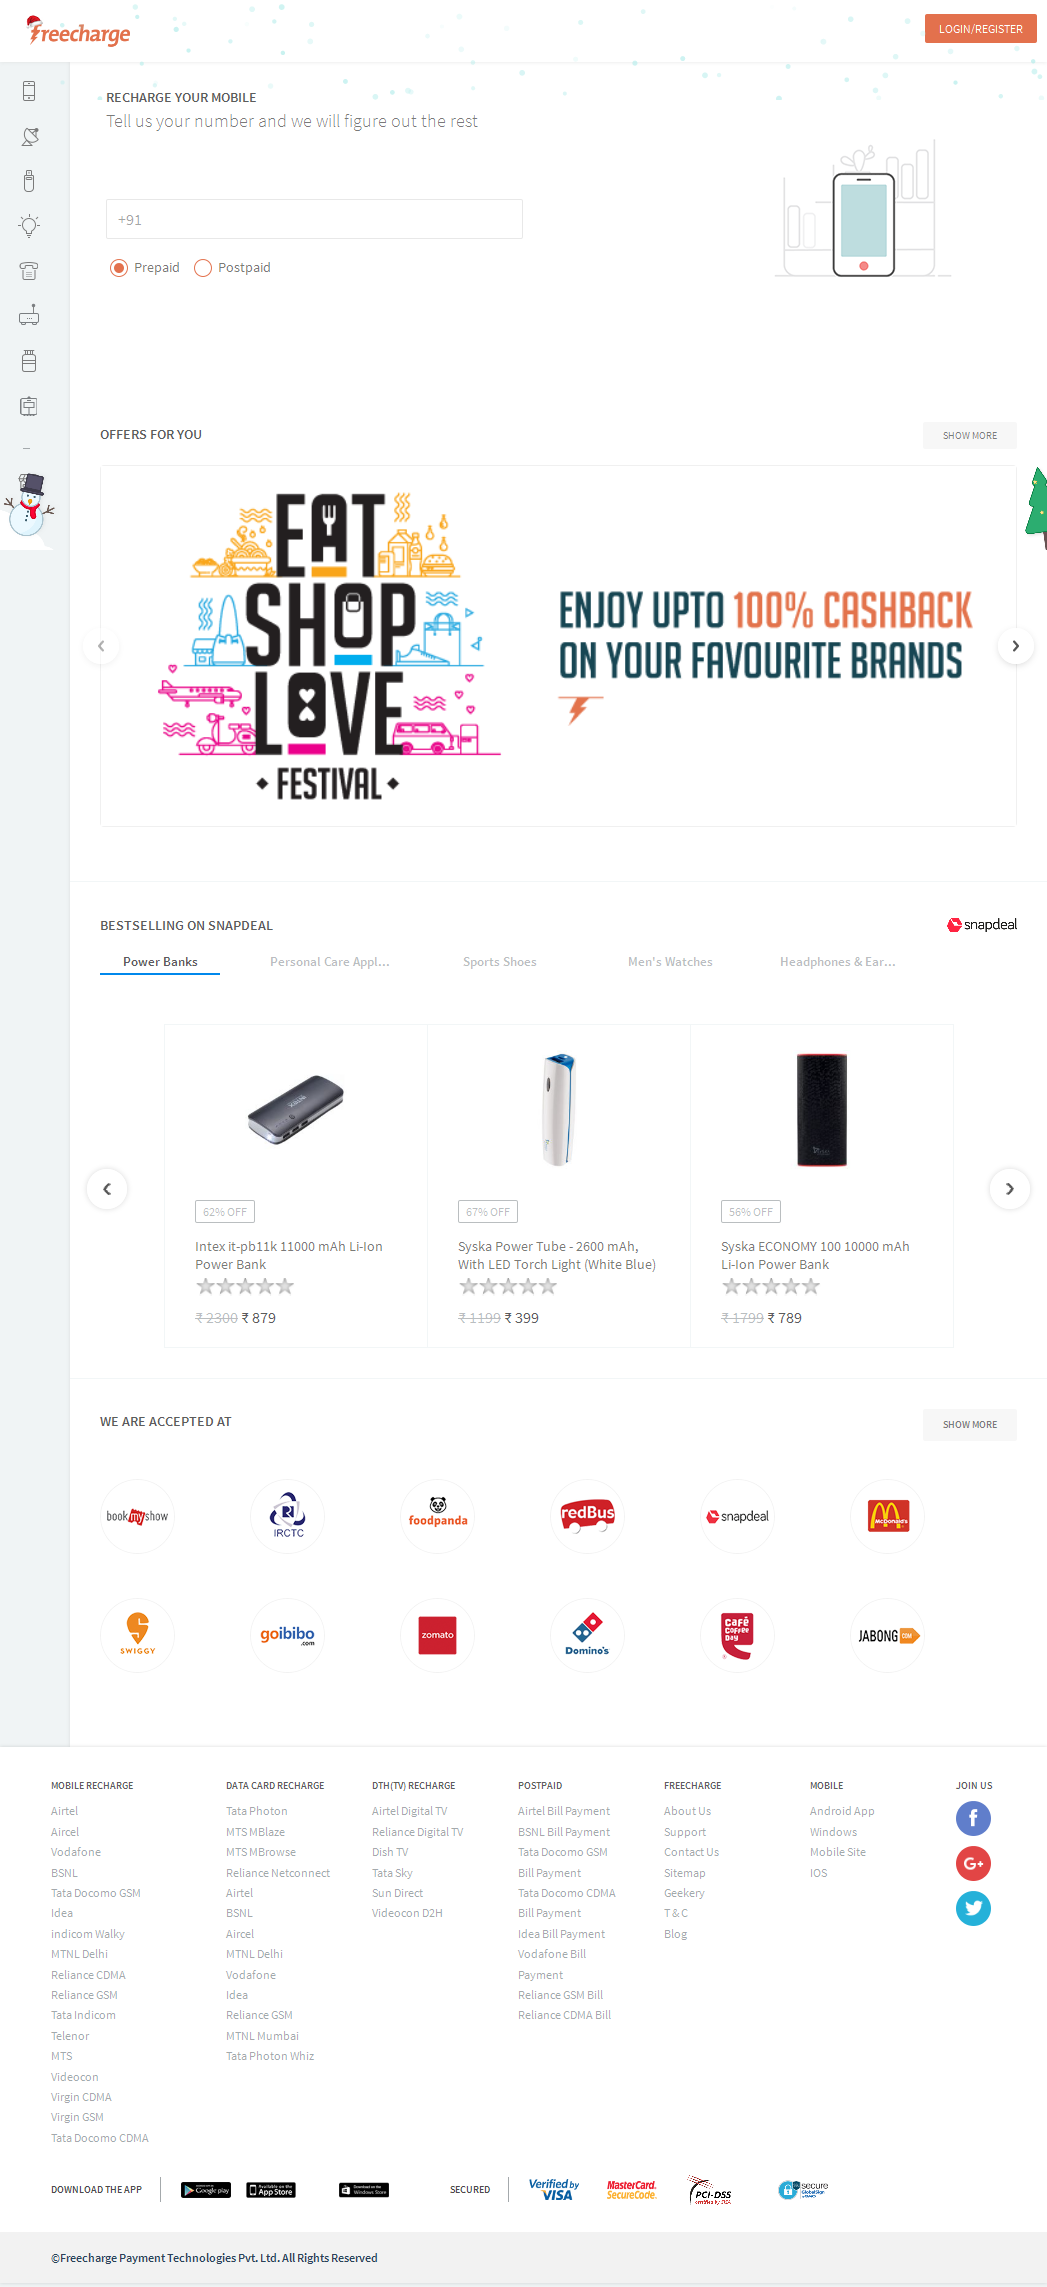 freecharge
LOGIN/REGISTER
RECHARGE YOUR MOBILE
Tell us your number and we will figure out the rest
+91
Prepaid Postpaid
OFFERS FOR YOU
SHOW MORE
EAT
SHOP
LOVE
FESTIVAL
ENJOY UPTO 100% CASHBACK
ON YOUR FAVOURITE BRANDS
BESTSELLING ON SNAPDEAL
snapdeal
Power Banks Personal Care Appl... Sports Shoes Men's Watches Headphones & Ear...
62% OFF
Intex it-pb11k 11000 mAh Li-Ion
Power Bank
₹ 2300 ₹ 879
67% OFF
Syska Power Tube - 2600 mAh,
With LED Torch Light (White Blue)
₹ 1199 ₹ 399
56% OFF
Syska ECONOMY 100 10000 mAh
Li-Ion Power Bank
₹ 1799 ₹ 789
WE ARE ACCEPTED AT
SHOW MORE
bookmyshow
IRCTC
foodpanda
redBus
snapdeal
McDonald's
SWIGGY
goibibo.com
zomato
Domino's
Café Coffee Day
JABONG.COM
MOBILE RECHARGE
Airtel
Aircel
Vodafone
BSNL
Tata Docomo GSM
Idea
indicom Walky
MTNL Delhi
Reliance CDMA
Reliance GSM
Tata Indicom
Telenor
MTS
Videocon
Virgin CDMA
Virgin GSM
Tata Docomo CDMA
DATA CARD RECHARGE
Tata Photon
MTS MBlaze
MTS MBrowse
Reliance Netconnect
Airtel
BSNL
Aircel
MTNL Delhi
Vodafone
Idea
Reliance GSM
MTNL Mumbai
Tata Photon Whiz
DTH(TV) RECHARGE
Airtel Digital TV
Reliance Digital TV
Dish TV
Tata Sky
Sun Direct
Videocon D2H
POSTPAID
Airtel Bill Payment
BSNL Bill Payment
Tata Docomo GSM
Bill Payment
Tata Docomo CDMA
Bill Payment
Idea Bill Payment
Vodafone Bill
Payment
Reliance GSM Bill
Reliance CDMA Bill
FREECHARGE
About Us
Support
Contact Us
Sitemap
Geekery
T & C
Blog
MOBILE
Android App
Windows
Mobile Site
IOS
JOIN US
f
G+
DOWNLOAD THE APP
Google play
Available on the
App Store
Download on the
Windows Store
SECURED
Verified by
VISA
MasterCard.
SecureCode.
PCI-DSS
certified by SISA
secure
GlobalSign
©Freecharge Payment Technologies Pvt. Ltd. All Rights Reserved